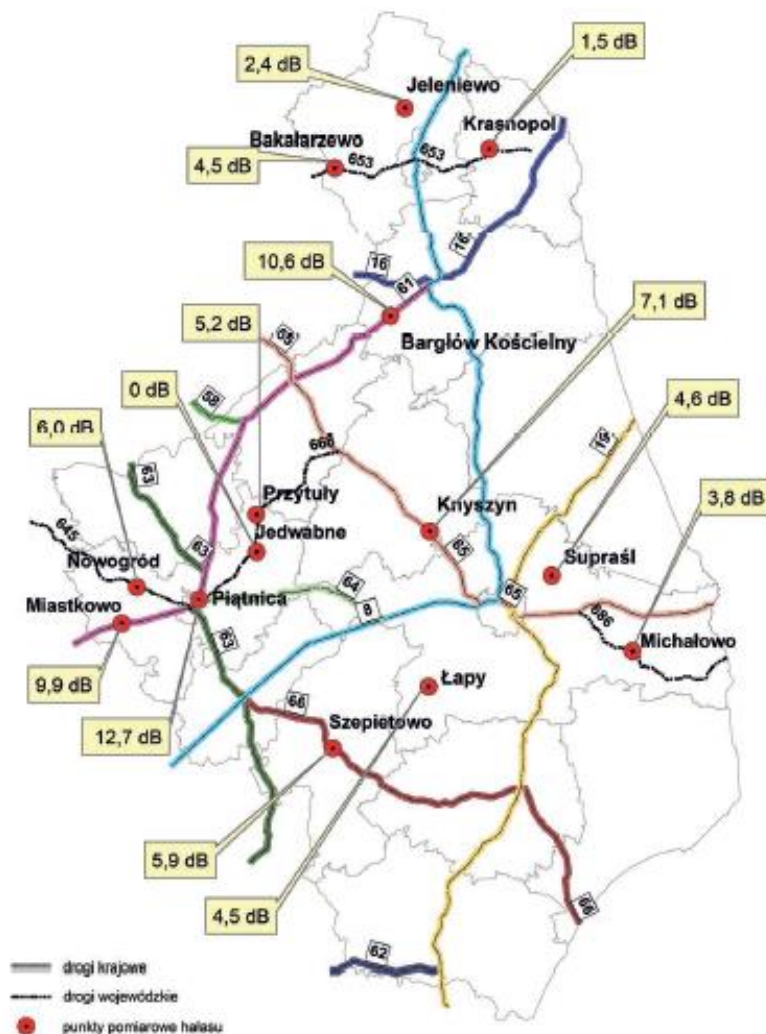 1,5 dB
2,4 dB
Jeleniewo
Krasnopol
Bakałarzewo
653
653
4,5 dB
16
10,6 dB
16
61
7,1 dB
5,2 dB
65
Bargłów Kościelny
0 dB
58
4,6 dB
6,0 dB
19
63
668
3,8 dB
Przytuły
Knyszyn
645
Jedwabne
65
Supraśl
Nowogród
63
64
65
Miastkowo
Piątnica
8
686
63
Michałowo
9,9 dB
Łapy
66
12,7 dB
Szepietowo
5,9 dB
4,5 dB
66
62
drogi krajowe
drogi wojewódzkie
punkty pomiarowe hałasu